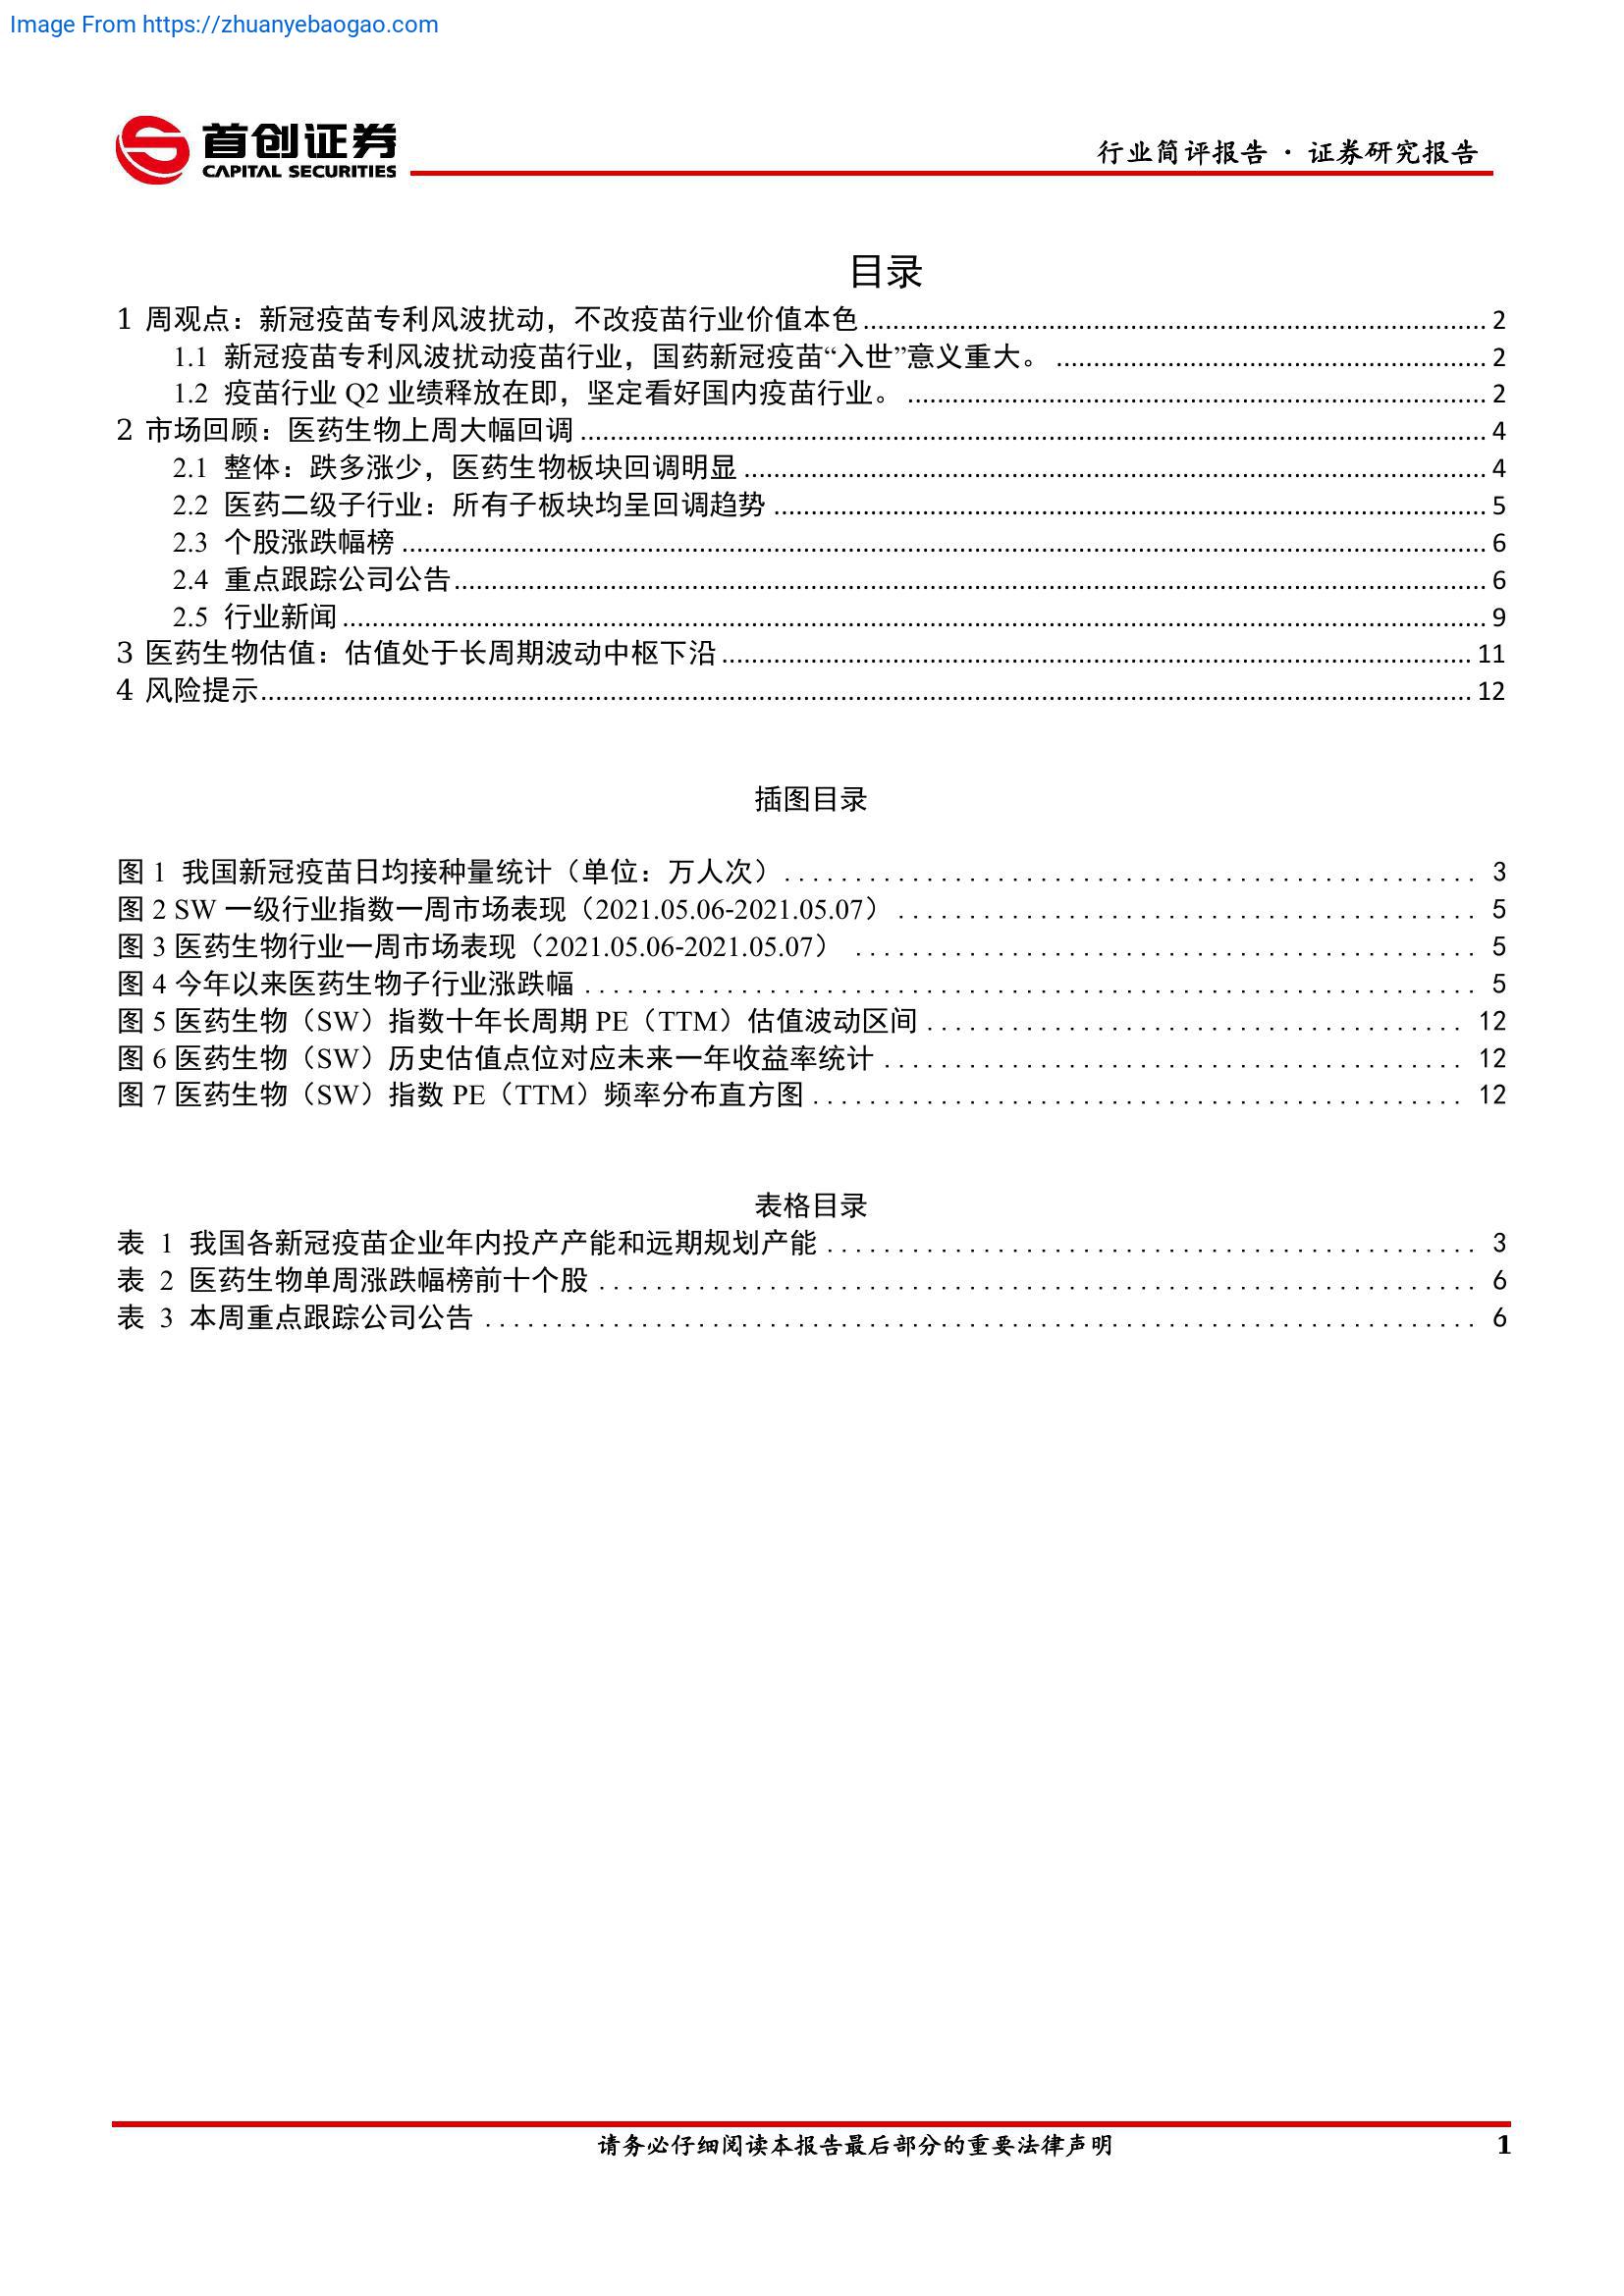 Image From https://zhuanyebaogao.com
首创证券
CAPITAL SECURITIES
行业简评报告 · 证券研究报告
目录
1 周观点：新冠疫苗专利风波扰动，不改疫苗行业价值本色 2
1.1 新冠疫苗专利风波扰动疫苗行业，国药新冠疫苗“入世”意义重大。 2
1.2 疫苗行业 Q2 业绩释放在即，坚定看好国内疫苗行业。 2
2 市场回顾：医药生物上周大幅回调 4
2.1 整体：跌多涨少，医药生物板块回调明显 4
2.2 医药二级子行业：所有子板块均呈回调趋势 5
2.3 个股涨跌幅榜 6
2.4 重点跟踪公司公告 6
2.5 行业新闻 9
3 医药生物估值：估值处于长周期波动中枢下沿 11
4 风险提示 12
插图目录
图 1 我国新冠疫苗日均接种量统计（单位：万人次） 3
图 2 SW 一级行业指数一周市场表现（2021.05.06-2021.05.07） 5
图 3 医药生物行业一周市场表现（2021.05.06-2021.05.07） 5
图 4 今年以来医药生物子行业涨跌幅 5
图 5 医药生物（SW）指数十年长周期 PE（TTM）估值波动区间 12
图 6 医药生物（SW）历史估值点位对应未来一年收益率统计 12
图 7 医药生物（SW）指数 PE（TTM）频率分布直方图 12
表格目录
表 1 我国各新冠疫苗企业年内投产产能和远期规划产能 3
表 2 医药生物单周涨跌幅榜前十个股 6
表 3 本周重点跟踪公司公告 6
请务必仔细阅读本报告最后部分的重要法律声明 1